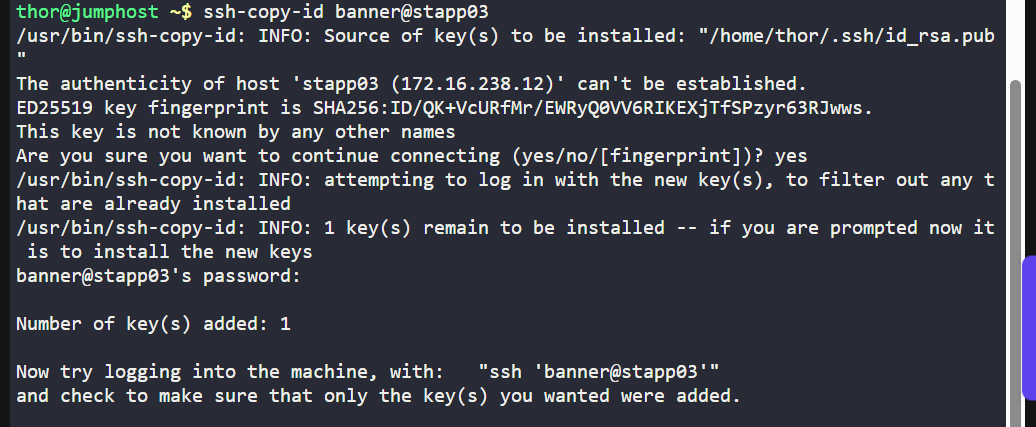 thor@jumphost ~$ ssh-copy-id banner@stapp03
/usr/bin/ssh-copy-id: INFO: Source of key(s) to be installed: "/home/thor/.ssh/id_rsa.pub
"
The authenticity of host 'stapp03 (172.16.238.12)' can't be established.
ED25519 key fingerprint is SHA256:ID/QK+VcURfMr/EWRyQ0VV6RIKEXjTfSPzyr63RJwws.
This key is not known by any other names
Are you sure you want to continue connecting (yes/no/[fingerprint])? yes
/usr/bin/ssh-copy-id: INFO: attempting to log in with the new key(s), to filter out any t
hat are already installed
/usr/bin/ssh-copy-id: INFO: 1 key(s) remain to be installed -- if you are prompted now it
 is to install the new keys
banner@stapp03's password:
Number of key(s) added: 1
Now try logging into the machine, with:   "ssh 'banner@stapp03'"
and check to make sure that only the key(s) you wanted were added.